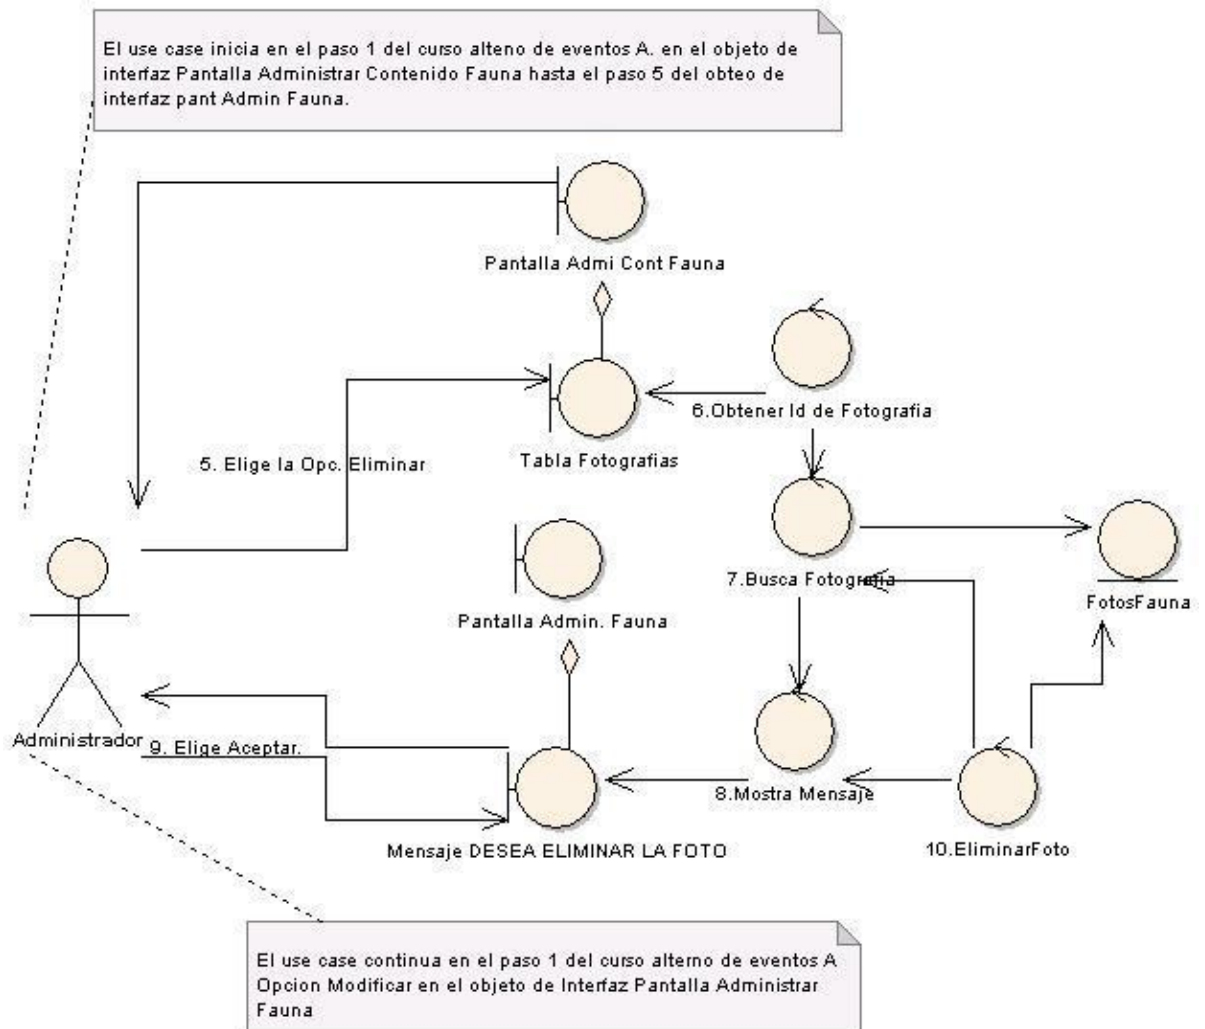 El use case inicia en el paso 1 del curso alteno de eventos A. en el objeto de
interfaz Pantalla Administrar Contenido Fauna hasta el paso 5 del obteo de
interfaz pant Admin Fauna.
Pantalla Admi Cont Fauna
6.Obtener Id de Fotografia
5. Elige la Opc. Eliminar
Tabla Fotografias
7.Busca Fotografia
FotosFauna
Pantalla Admin. Fauna
Administrador
9. Elige Aceptar.
8.Mostra Mensaje
Mensaje DESEA ELIMINAR LA FOTO
10.EliminarFoto
El use case continua en el paso 1 del curso alterno de eventos A
Opcion Modificar en el objeto de Interfaz Pantalla Administrar
Fauna